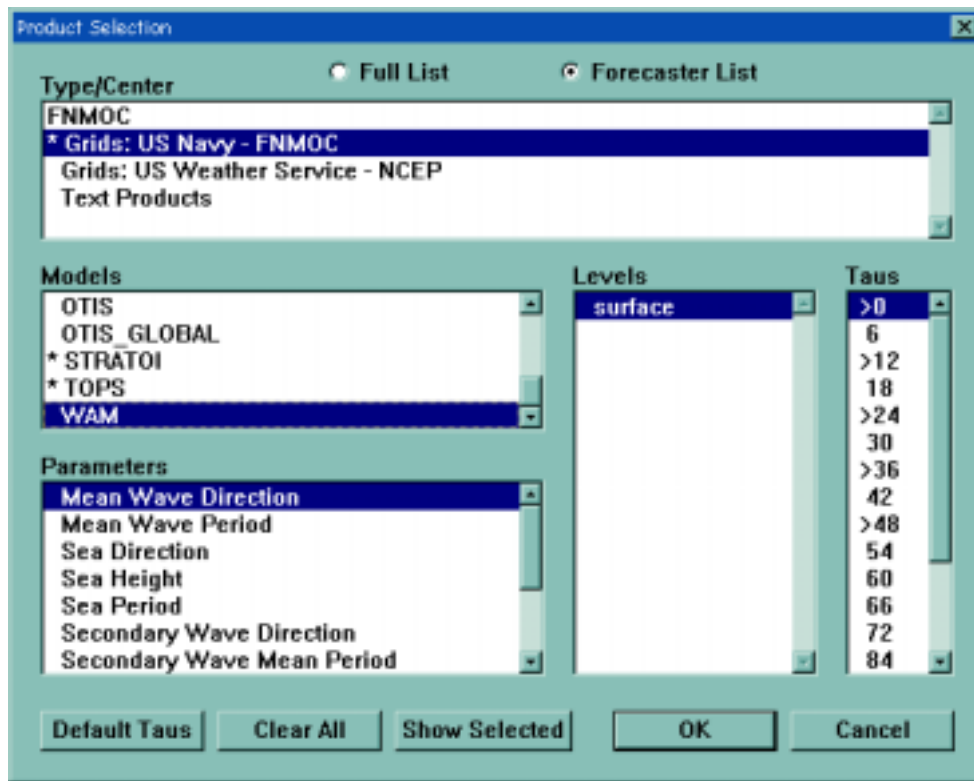 Product Selection
Full List
Forecaster List
Type/Center
FNMOC
* Grids: US Navy - FNMOC
Grids: US Weather Service - NCEP
Text Products
Models
OTIS
OTIS_GLOBAL
* STRATOI
* TOPS
WAM
Parameters
Mean Wave Direction
Mean Wave Period
Sea Direction
Sea Height
Sea Period
Secondary Wave Direction
Secondary Wave Mean Period
Levels
surface
Taus
>0
6
>12
18
>24
30
>36
42
>48
54
60
66
72
84
Default Taus
Clear All
Show Selected
OK
Cancel